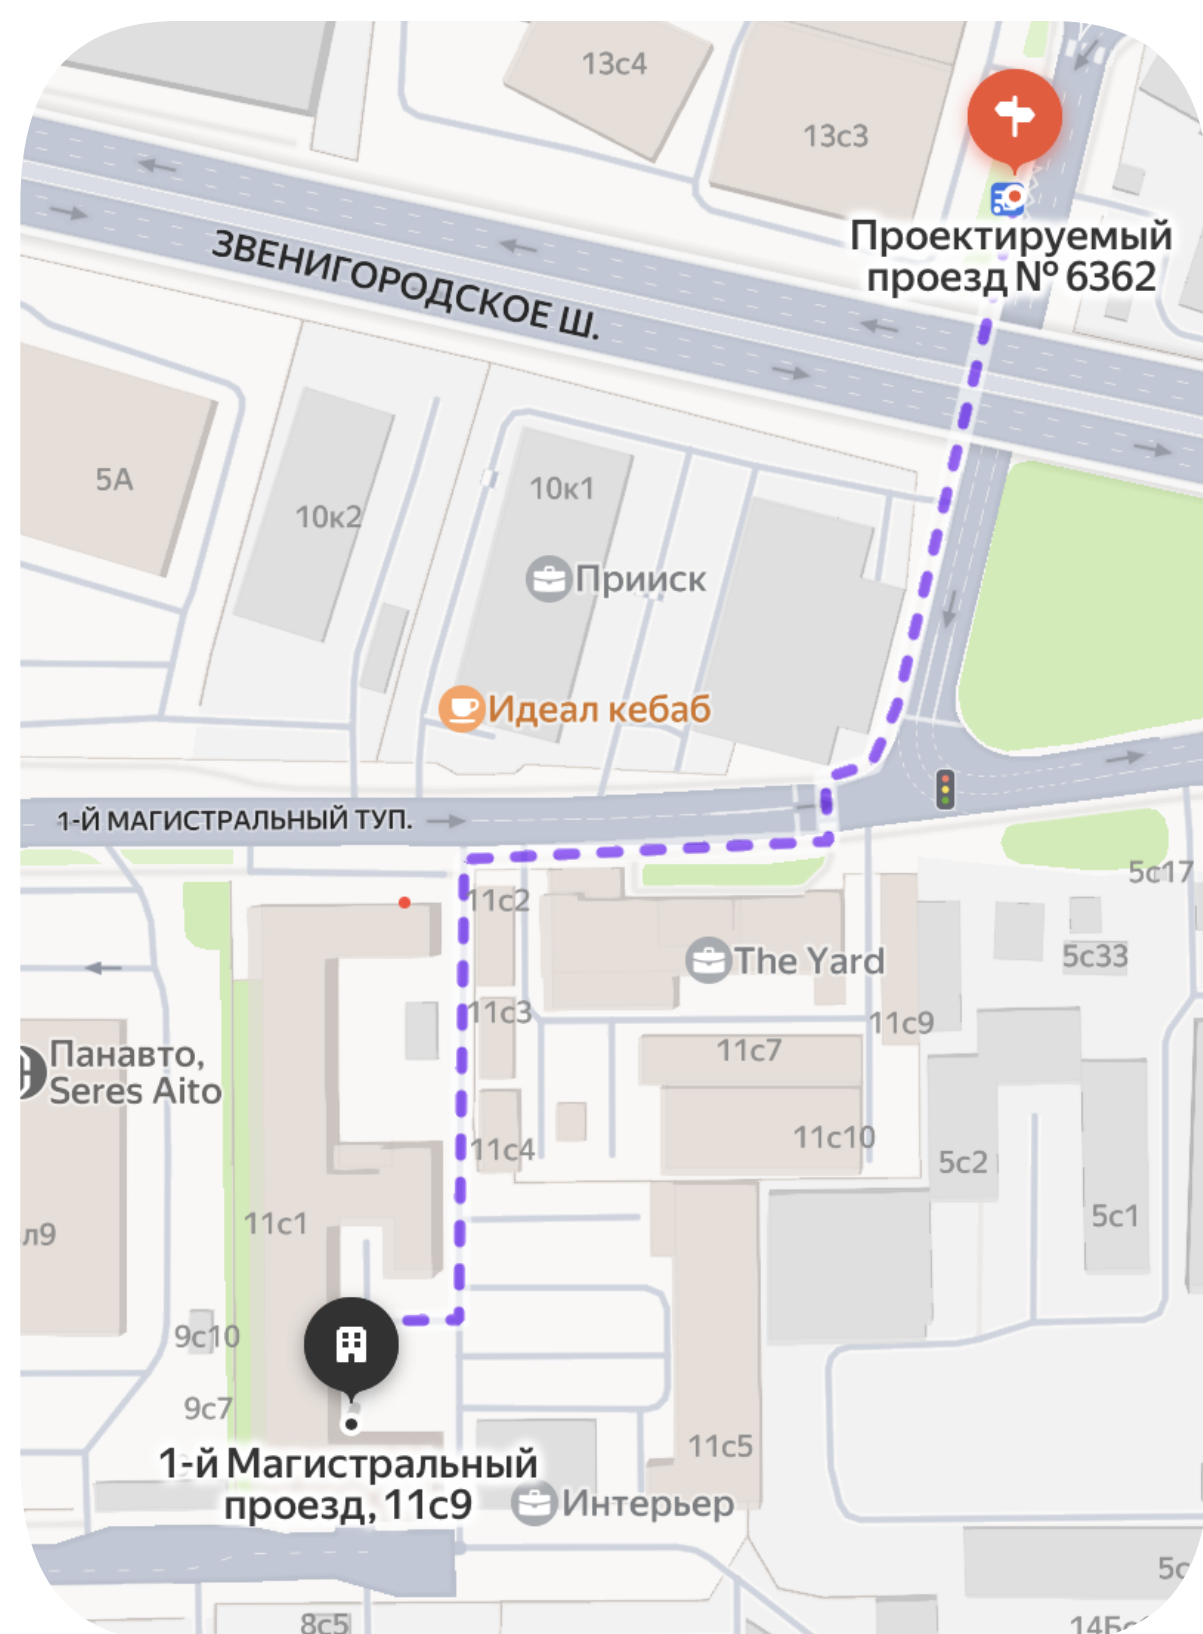 13с4
13с3
Проектируемый
проезд № 6362
ЗВЕНИГОРОДСКОЕ Ш.
5А
10к2
10к1
Прииск
Идеал кебаб
1-Й МАГИСТРАЛЬНЫЙ ТУП.
5с17
11с2
The Yard
5с33
11с3
11с9
11с7
Панавто,
Seres Aito
11с10
11с4
5с2
5с1
11с1
л9
9с10
9с7
11с5
1-й Магистральный
проезд, 11с9
Интерьер
8с5